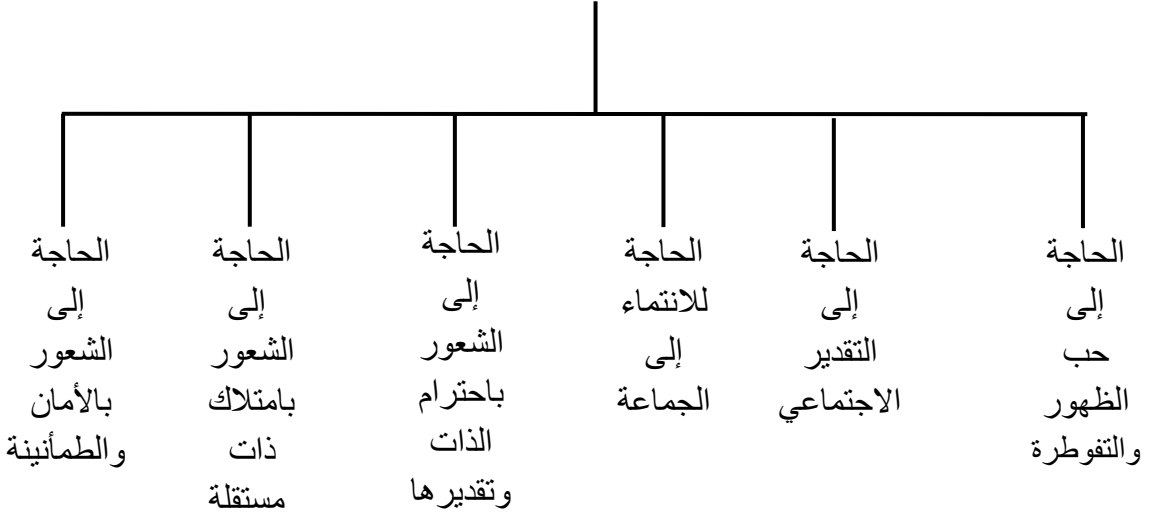 الحاجة
إلى
حب
الظهور
والتفوطرة
الحاجة
إلى
التقدير
الاجتماعي
الحاجة
للانتماء
إلى
الجماعة
الحاجة
إلى
الشعور
باحترام
الذات
وتقديرها
الحاجة
إلى
الشعور
بامتلاك
ذات
مستقلة
الحاجة
إلى
الشعور
بالأمان
والطمأنينة